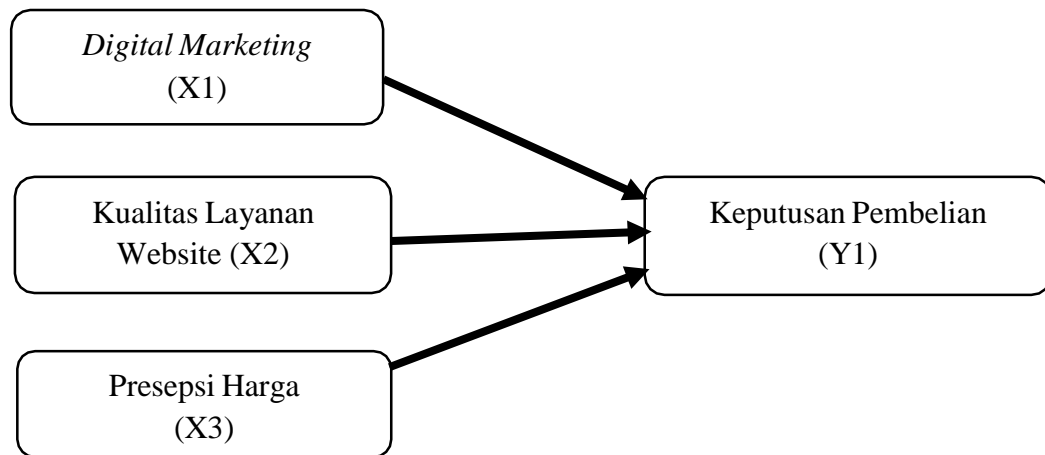 Digital Marketing
(X1)
Kualitas Layanan
Website (X2)
Keputusan Pembelian
(Y1)
Presepsi Harga
(X3)